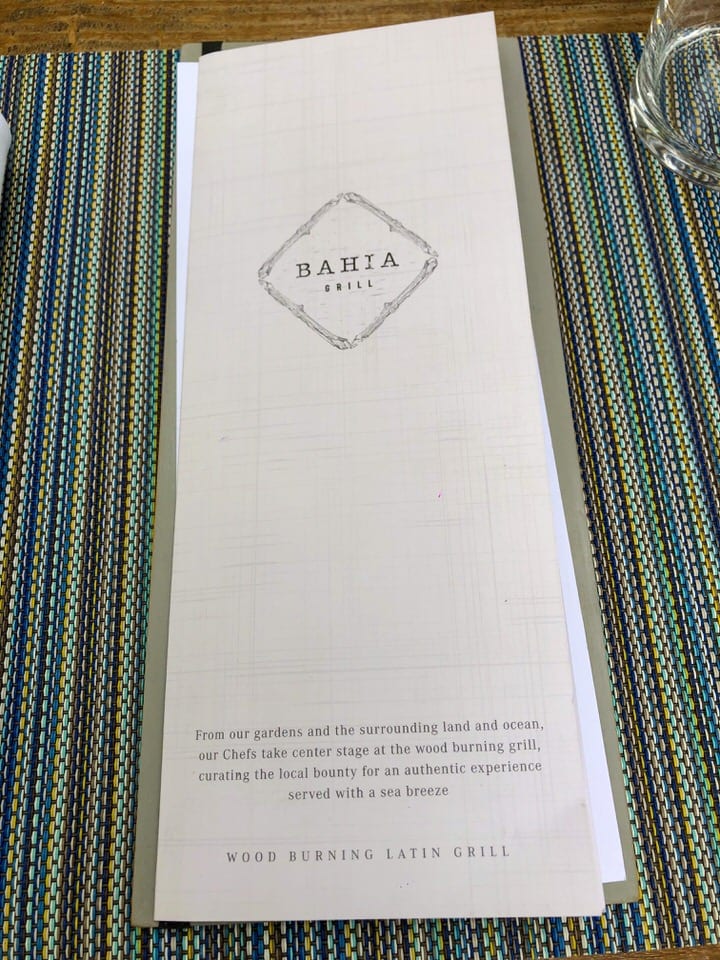 BAHIA
GRILL
From our gardens and the surrounding land and ocean,
our Chefs take center stage at the wood burning grill,
curating the local bounty for an authentic experience
served with a sea breeze
WOOD BURNING LATIN GRILL